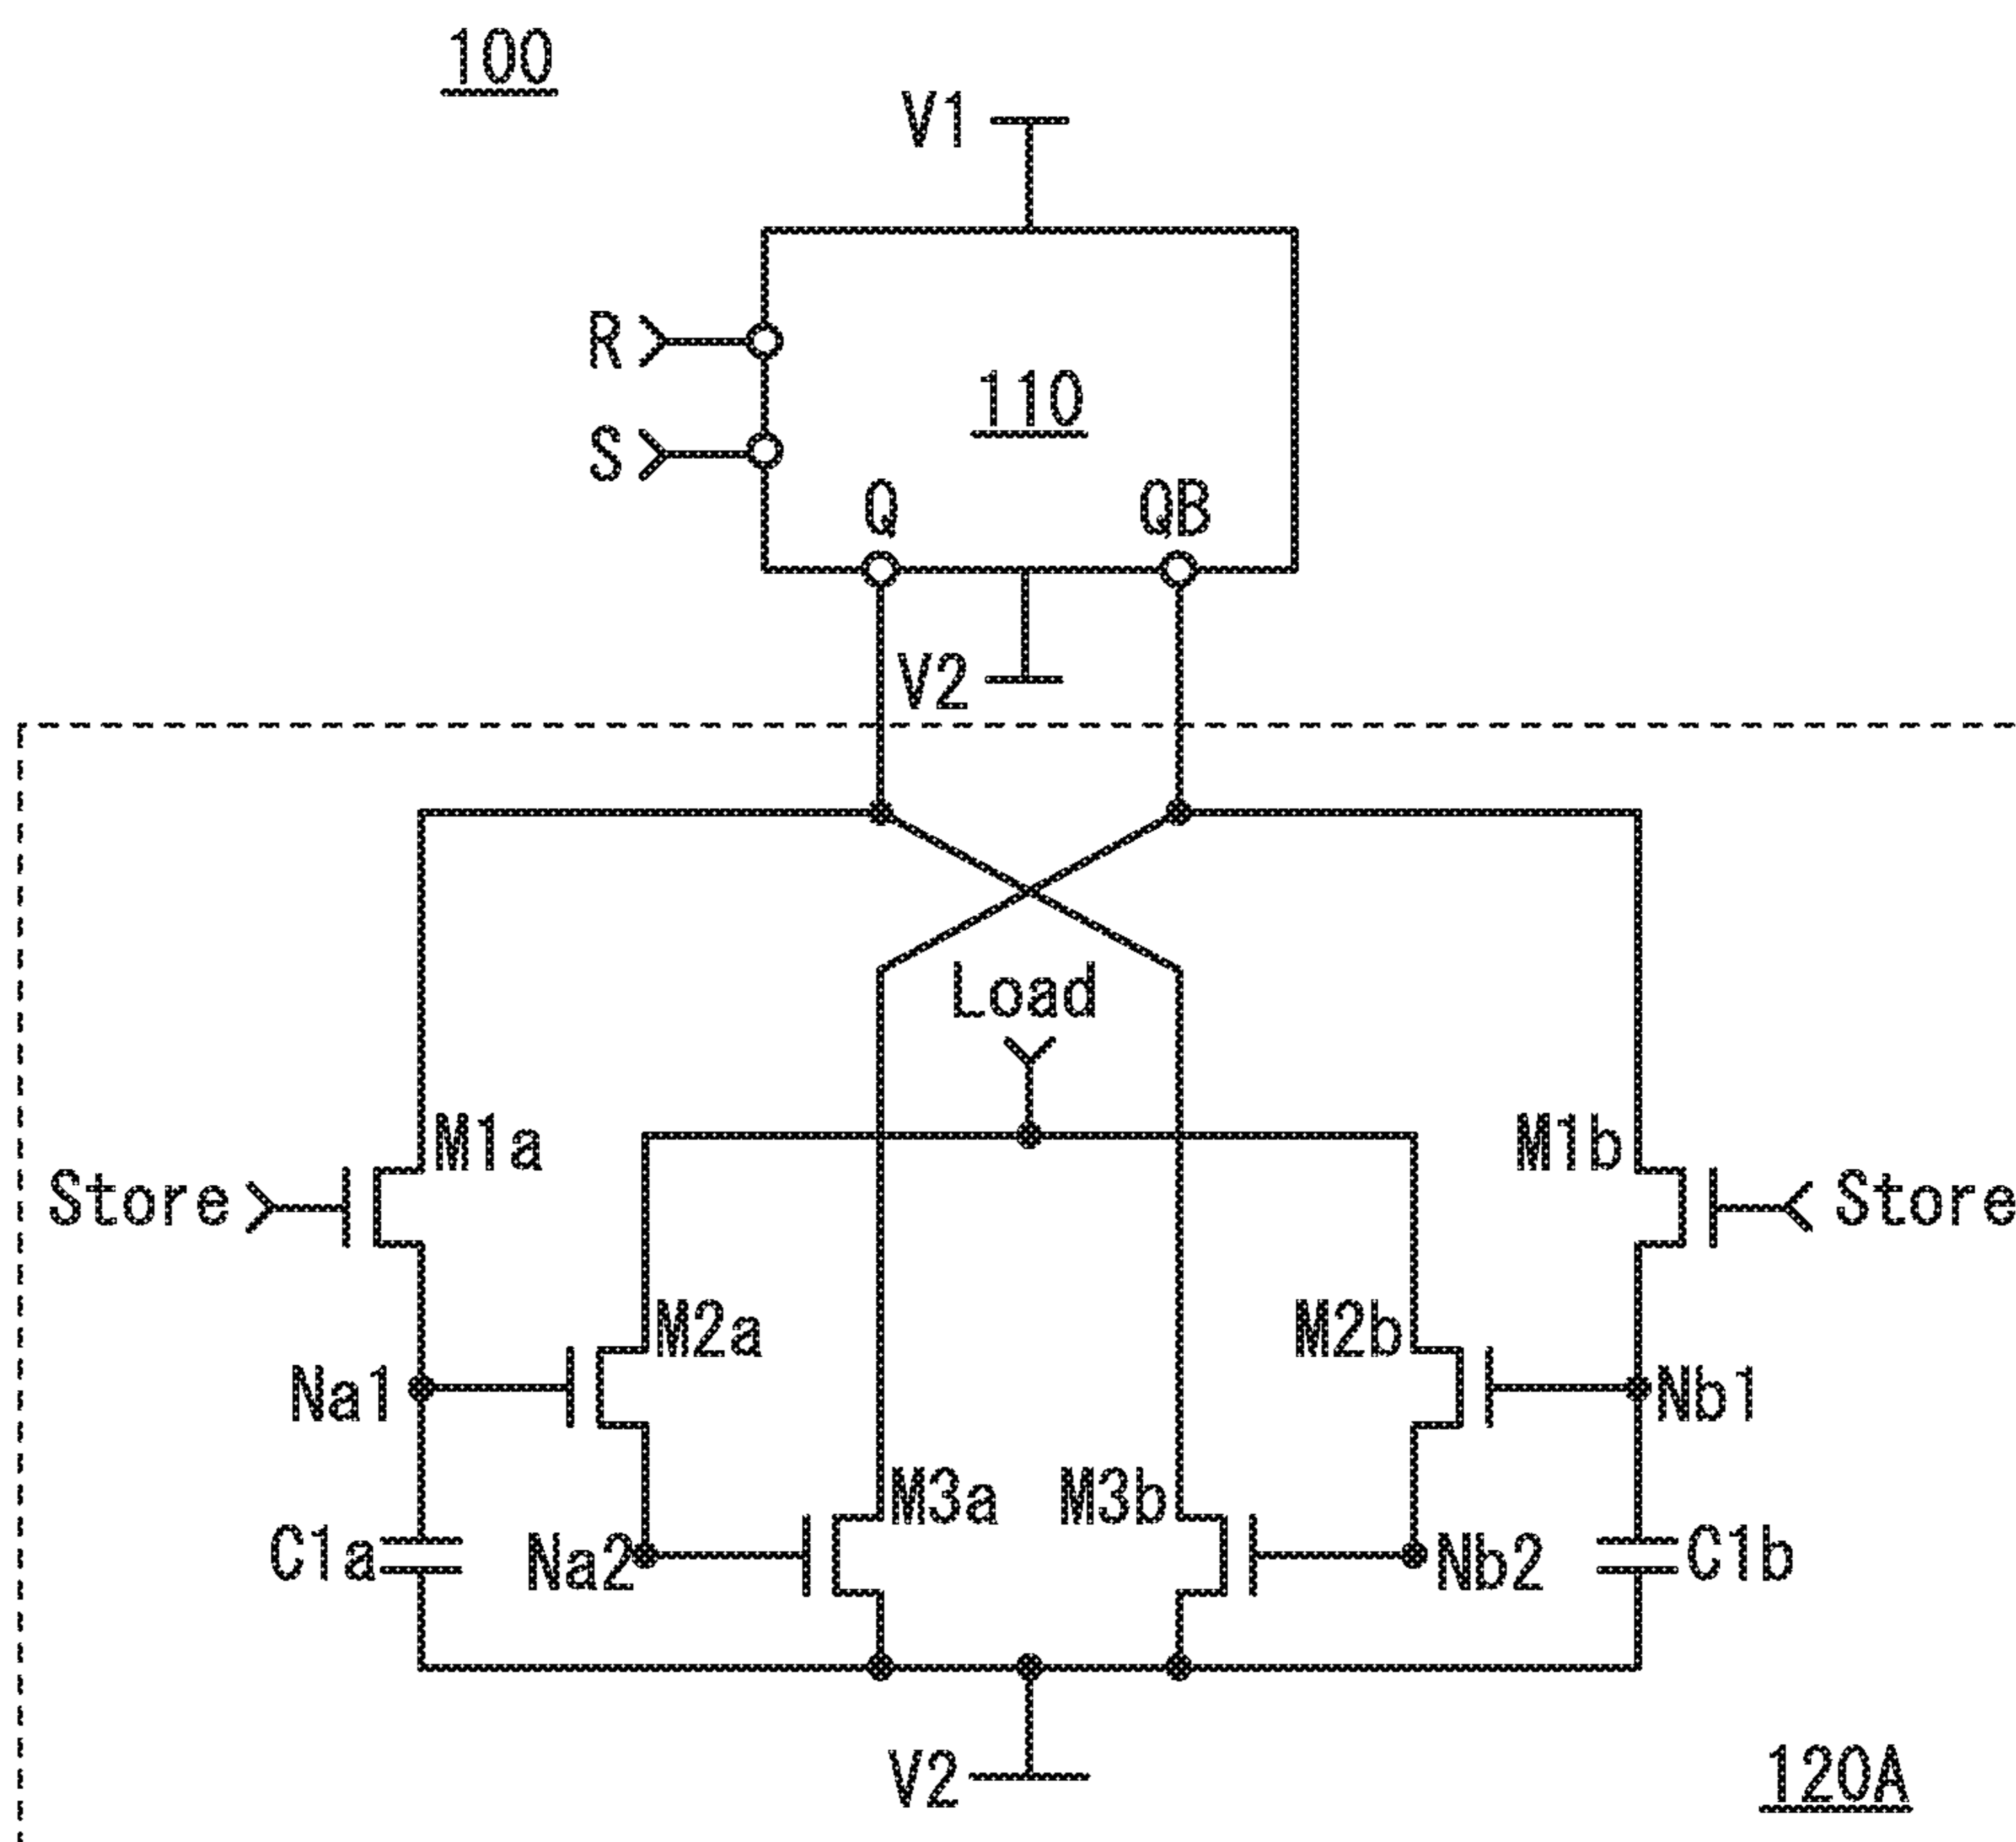 100
V1
R
110
S
Q
QB
V2
Load
M1a
M1b
Store
Store
M2a
M2b
Na1
Nb1
M3a
M3b
C1a
Na2
Nb2
C1b
V2
120A